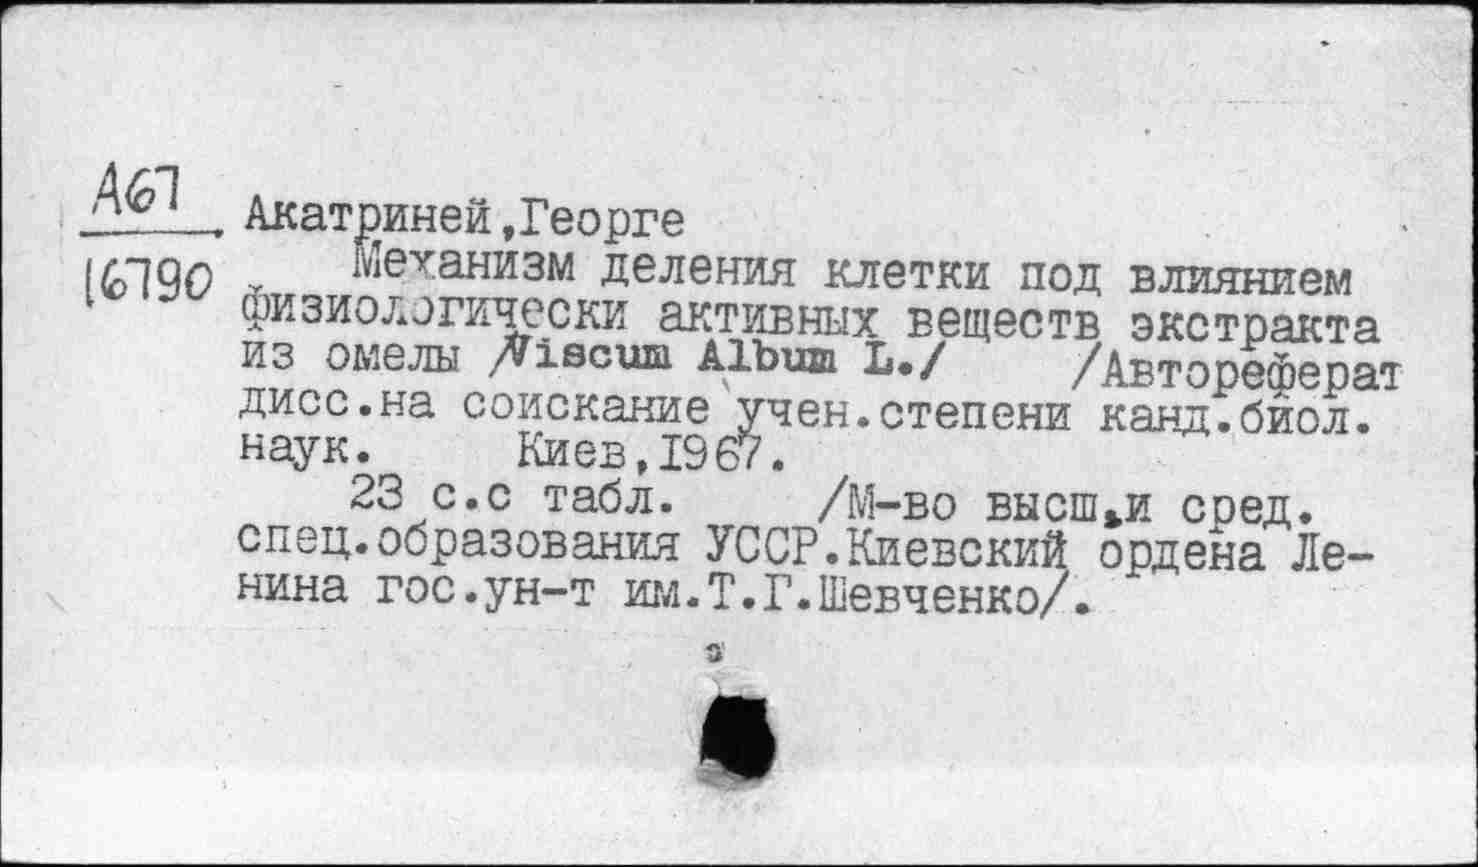 А67
16790
Акатриней,Георге
Механизм деления клетки под влиянием
физиологически активных веществ экстракта
из омелы /Viscum Album L./ /Автореферат
дисс.на соискание учен.степени канд.биол.
наук. Киев,1967.
23 с.с табл. /М-во высш.и сред.
спец.образования УССР.Киевский ордена Ле-
нина гос.ун-т им.Т.Г.Шевченко/.